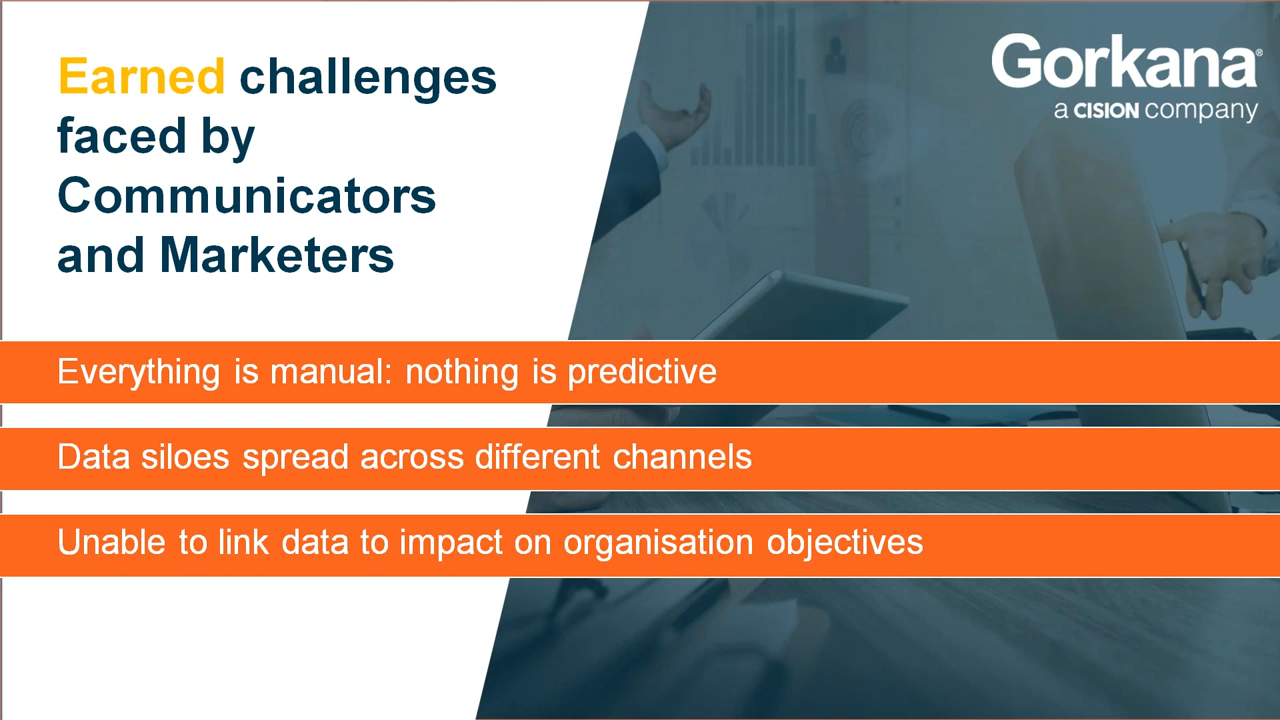 Earned challenges
faced by
Communicators
and Marketers
Gorkana®
a CISION company
Everything is manual: nothing is predictive
Data siloes spread across different channels
Unable to link data to impact on organisation objectives